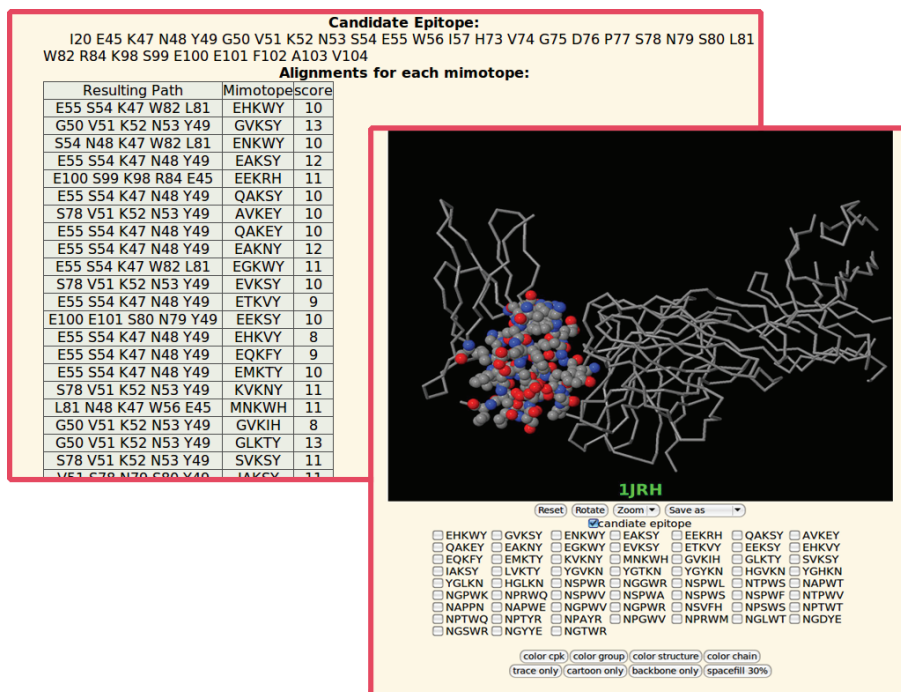 Candidate Epitope:
I20 E45 K47 N48 Y49 G50 V51 K52 N53 S54 E55 W56 I57 H73 V74 G75 D76 P77 S78 N79 S80 L81
W82 R84 K98 S99 E100 E101 F102 A103 V104
Alignments for each mimotope:
Resulting Path Mimotope score
E55 S54 K47 W82 L81 EHKWY 10
G50 V51 K52 N53 Y49 GVKSY 13
S54 N48 K47 W82 L81 ENKWY 10
E55 S54 K47 N48 Y49 EAKSY 12
E100 S99 K98 R84 E45 EEKRH 11
E55 S54 K47 N48 Y49 QAKSY 10
S78 V51 K52 N53 Y49 AVKEY 10
E55 S54 K47 N48 Y49 QAKEY 10
E55 S54 K47 N48 Y49 EAKNY 12
E55 S54 K47 W82 L81 EGKWY 11
S78 V51 K52 N53 Y49 EVKSY 10
E55 S54 K47 N48 Y49 ETKVY 9
E100 E101 S80 N79 Y49 EEKSY 10
E55 S54 K47 N48 Y49 EHKVY 8
E55 S54 K47 N48 Y49 EQKFY 9
E55 S54 K47 N48 Y49 EMKTY 10
S78 V51 K52 N53 Y49 KVKNY 11
L81 N48 K47 W56 E45 MNKWH 11
G50 V51 K52 N53 Y49 GVKIH 8
G50 V51 K52 N53 Y49 GLKTY 13
S78 V51 K52 N53 Y49 SVKSY 11
V51 S78 N79 S80 Y49 IAKSY 11
1JRH
Reset Rotate Zoom Save as
candiate epitope
EHKWY GVKSY ENKWY EAKSY EEKRH QAKSY AVKEY
QAKEY EAKNY EGKWY EVKSY ETKVY EEKSY EHKVY
EQKFY EMKTY KVKNY MNKWH GVKIH GLKTY SVKSY
IAKSY LVKTY YGVKN YGTKN YGYKN HGVKN YGHKN
YGLKN HGLKN NSPWR NGGWR NSPWL NTPWS NAPWT
NGPWK NPRWQ NSPWV NSPWA NSPWS NSPWF NTPWV
NAPPN NAPWE NGPWV NGPWR NSVFH NPSWS NPTWT
NPTWQ NPTYR NPAYR NPGWV NPRWM NGLWT NGDYE
NGSWR NGYYE NGTWR
color cpk color group color structure color chain
trace only cartoon only backbone only spacefill 30%